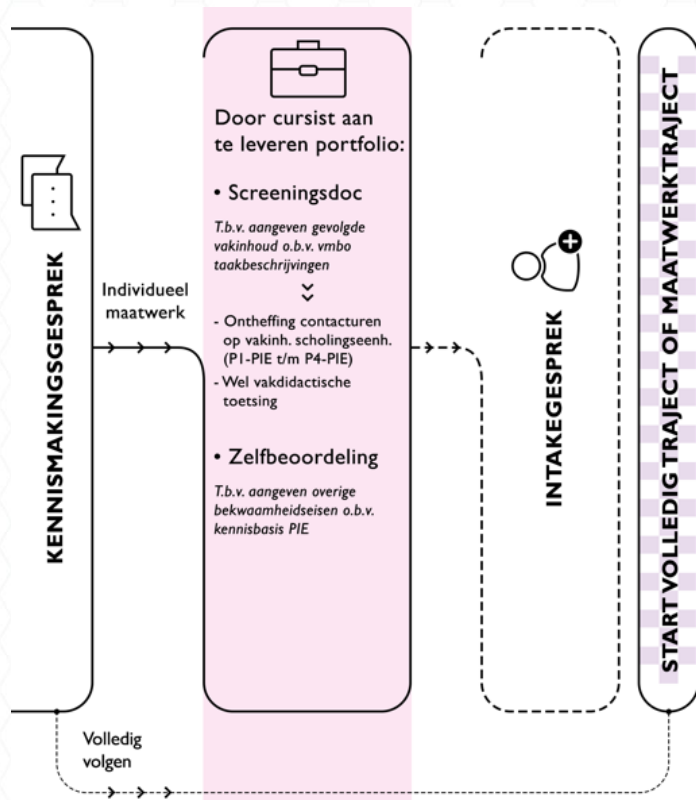 KENNISMAKINGSGESPREK
Individueel
maatwerk
Door cursist aan
te leveren portfolio:
• Screeningsdoc
T.b.v. aangeven gevolgde
vakinhoud o.b.v. vmbo
taakbeschrijvingen
- Ontheffing contacturen
op vakinh. scholingseenh.
(P1-PIE t/m P4-PIE)
- Wel vakdidactische
toetsing
• Zelfbeoordeling
T.b.v. aangeven overige
bekwaamheidseisen o.b.v.
kennisbasis PIE
INTAKEGESPREK
START VOLLEDIG TRAJECT OF MAATWERKTRAJECT
Volledig
volgen